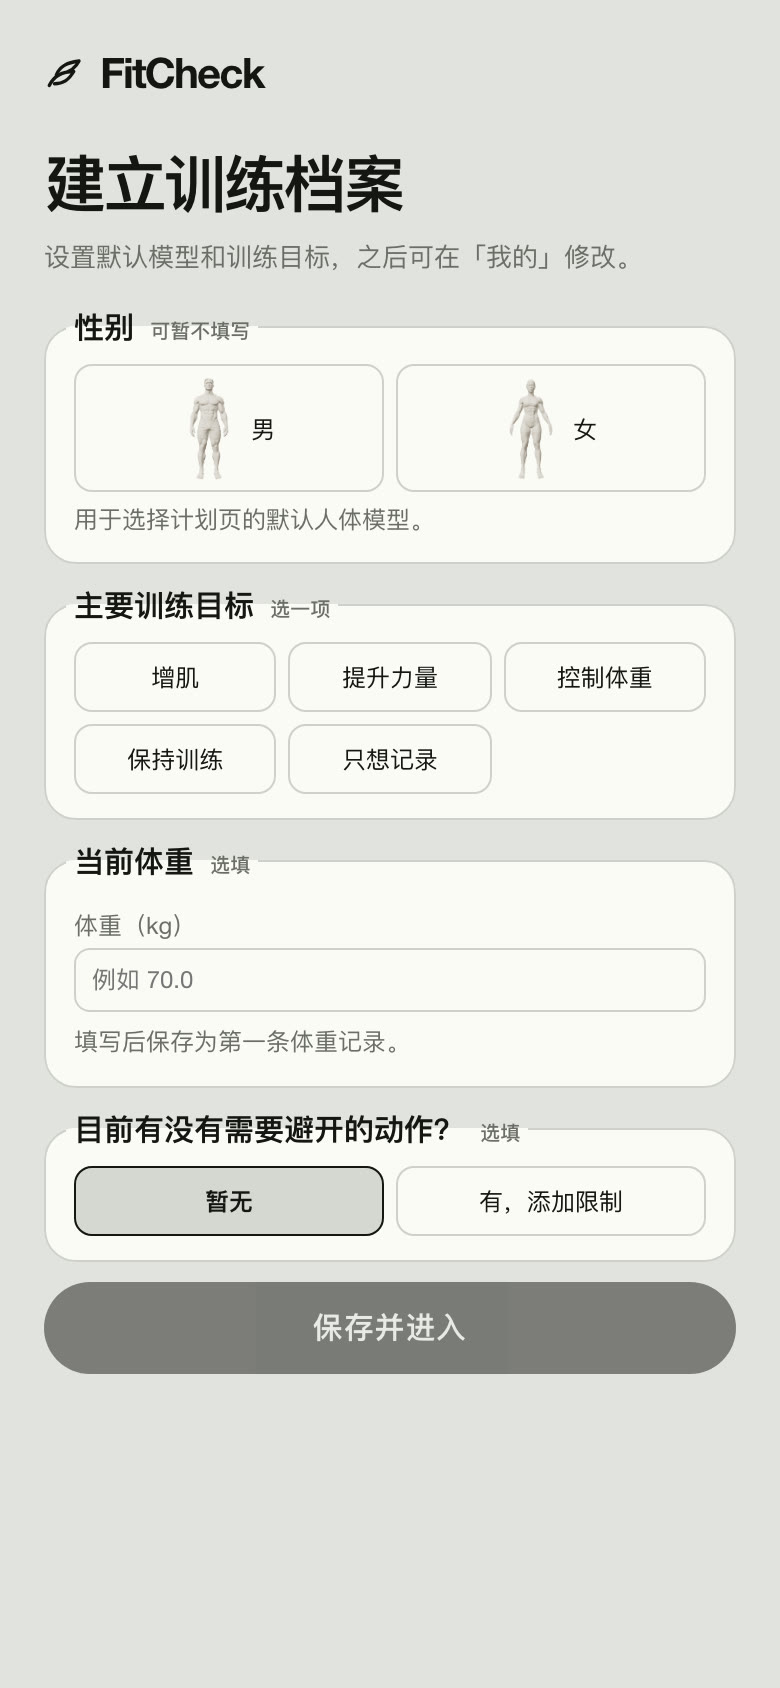 FitCheck
建立训练档案
设置默认模型和训练目标，之后可在「我的」修改。
性别 可暂不填写
男 女
用于选择计划页的默认人体模型。
主要训练目标 选一项
增肌 提升力量 控制体重
保持训练 只想记录
当前体重 选填
体重（kg）
例如 70.0
填写后保存为第一条体重记录。
目前有没有需要避开的动作？ 选填
暂无 有，添加限制
保存并进入